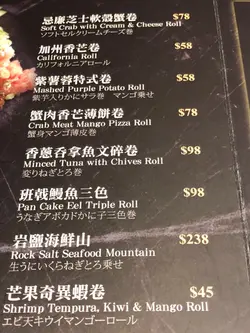 忌廉芝士軟殼蟹卷 $78
Soft Crab with Cream & Cheese Roll
ソフトセルクリームチーズ巻
加州香芒卷 $58
California Roll
カリフォルニアロール
紫薯蓉特式卷 $58
Mashed Purple Potato Roll
紫芋入りかにサラ巻 マンゴ乗せ
蟹肉香芒薄餅卷 $78
Crab Meat Mango Pizza Roll
蟹身マンゴ薄皮巻
香蔥吞拿魚文碎卷 $98
Minced Tuna with Chives Roll
変りねぎとろ巻
班戟鰻魚三色 $98
Pan Cake Eel Triple Roll
うなぎアボカドかに子三色巻
岩鹽海鮮山 $238
Rock Salt Seafood Mountain
生うにいくらねぎとろ乗せ
芒果奇異蝦卷 $45
Shrimp Tempura, Kiwi & Mango Roll
エビ天キウイマンゴーロール